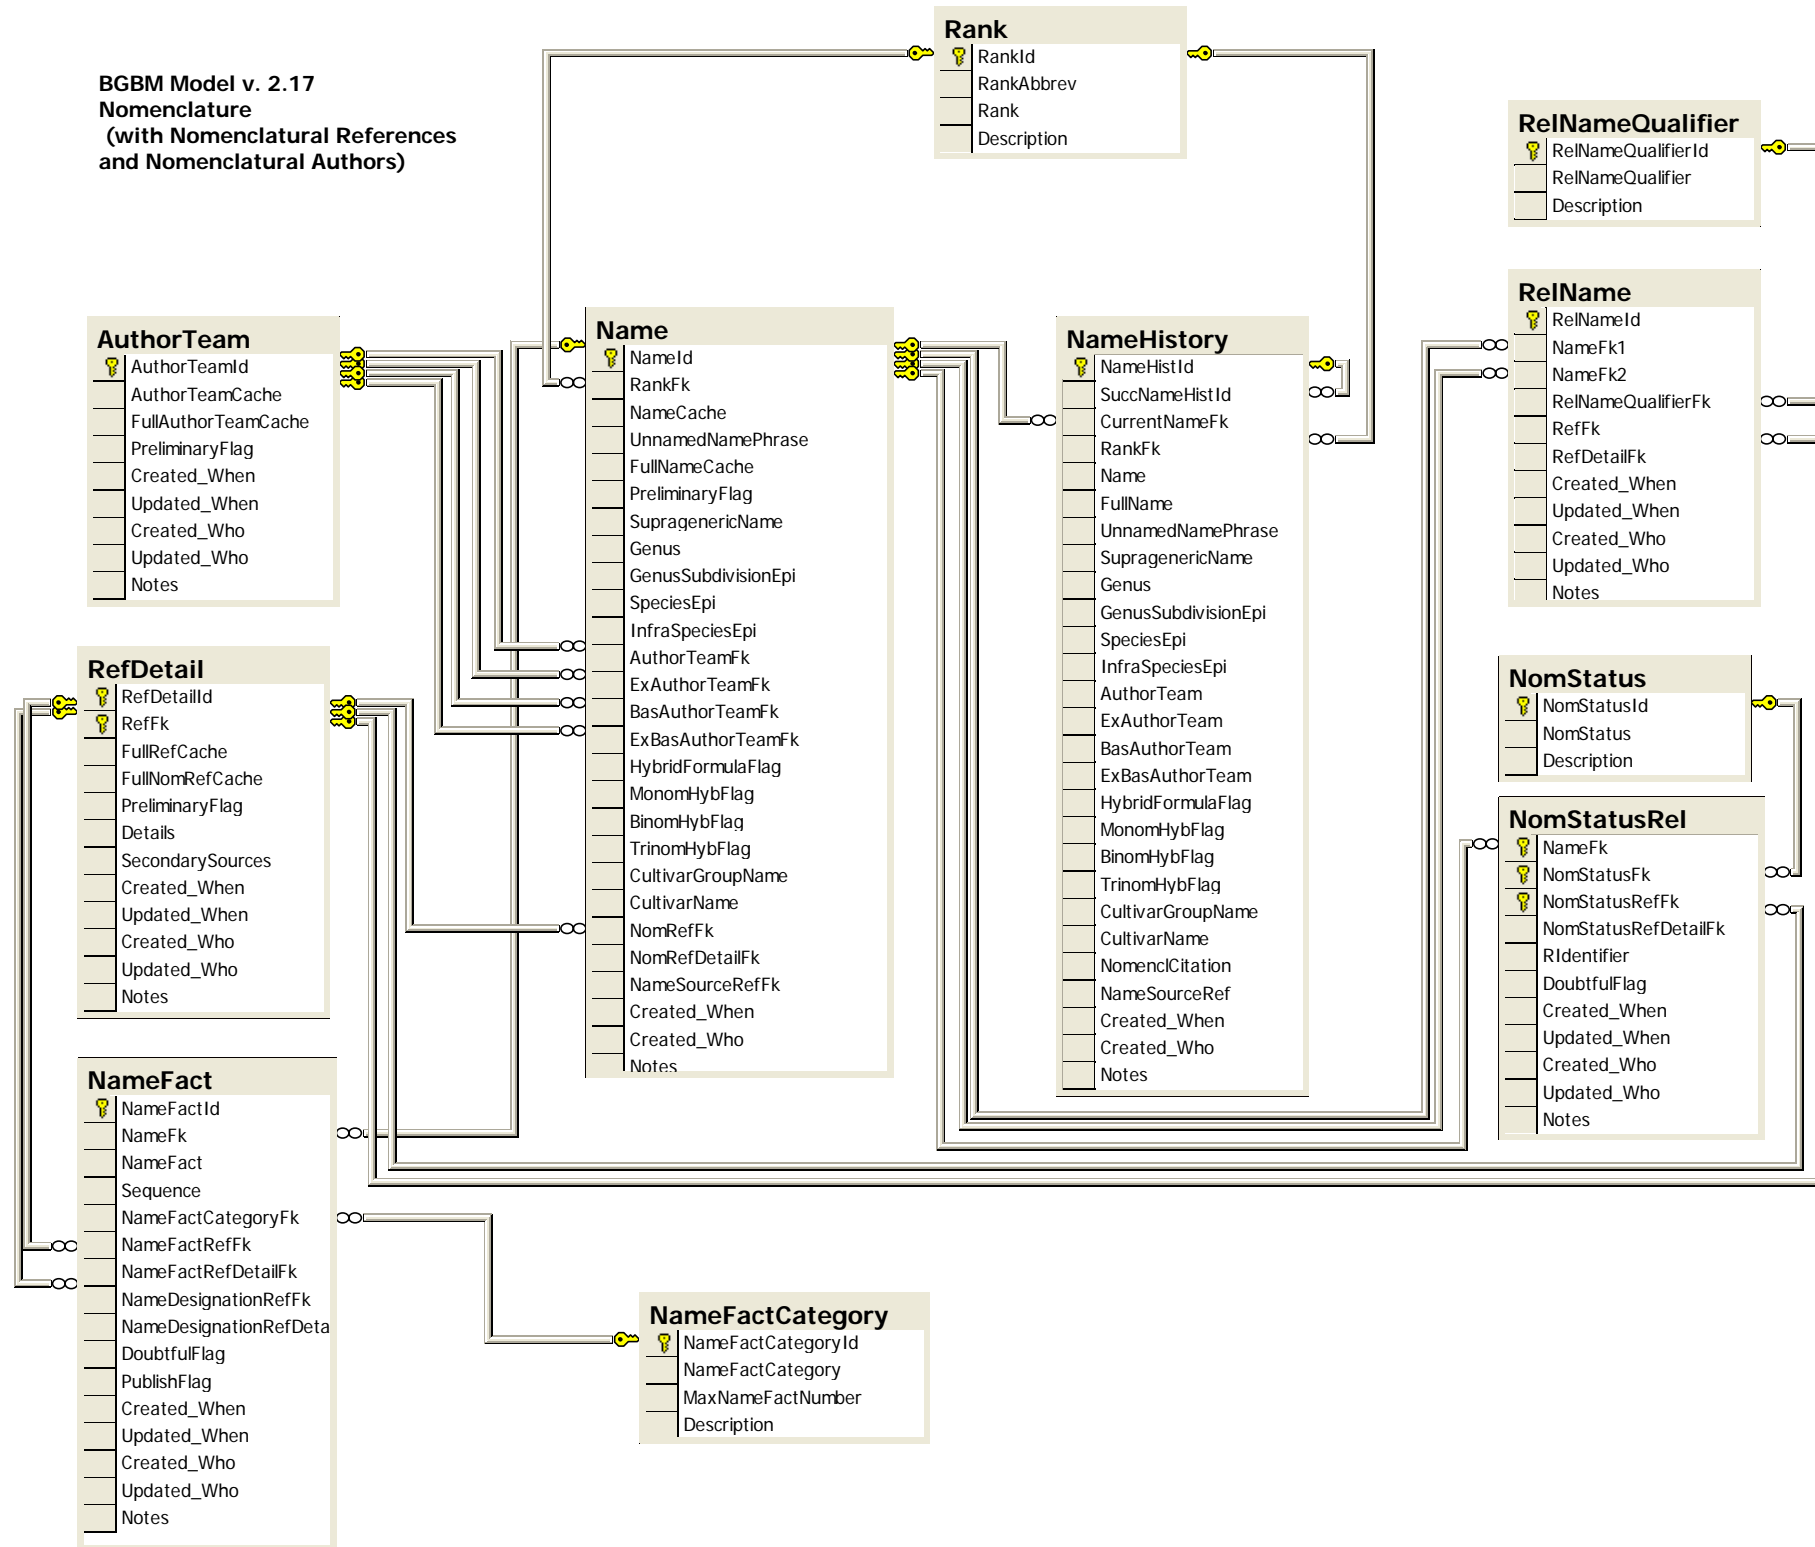 BGBM Model v. 2.17
Nomenclature
(with Nomenclatural References
and Nomenclatural Authors)
Rank
RankId
RankAbbrev
Rank
Description
RelNameQualifier
RelNameQualifierId
RelNameQualifier
Description
AuthorTeam
AuthorTeamId
AuthorTeamCache
FullAuthorTeamCache
PreliminaryFlag
Created_When
Updated_When
Created_Who
Updated_Who
Notes
Name
NameId
RankFk
NameCache
UnnamedNamePhrase
FullNameCache
PreliminaryFlag
SupragenericName
Genus
GenusSubdivisionEpi
SpeciesEpi
InfraSpeciesEpi
AuthorTeamFk
ExAuthorTeamFk
BasAuthorTeamFk
ExBasAuthorTeamFk
HybridFormulaFlag
MonomHybFlag
BinomHybFlag
TrinomHybFlag
CultivarGroupName
CultivarName
NomRefFk
NomRefDetailFk
NameSourceRefFk
Created_When
Created_Who
Notes
NameHistory
NameHistId
SuccNameHistId
CurrentNameFk
RankFk
Name
FullName
UnnamedNamePhrase
SupragenericName
Genus
GenusSubdivisionEpi
SpeciesEpi
InfraSpeciesEpi
AuthorTeam
ExAuthorTeam
BasAuthorTeam
ExBasAuthorTeam
HybridFormulaFlag
MonomHybFlag
BinomHybFlag
TrinomHybFlag
CultivarGroupName
CultivarName
NomenclCitation
NameSourceRef
Created_When
Created_Who
Notes
RelName
RelNameId
NameFk1
NameFk2
RelNameQualifierFk
RefFk
RefDetailFk
Created_When
Updated_When
Created_Who
Updated_Who
Notes
RefDetail
RefDetailId
RefFk
FullRefCache
FullNomRefCache
PreliminaryFlag
Details
SecondarySources
Created_When
Updated_When
Created_Who
Updated_Who
Notes
NomStatus
NomStatusId
NomStatus
Description
NomStatusRel
NameFk
NomStatusFk
NomStatusRefFk
NomStatusRefDetailFk
RIdentifier
DoubtfulFlag
Created_When
Updated_When
Created_Who
Updated_Who
Notes
NameFact
NameFactId
NameFk
NameFact
Sequence
NameFactCategoryFk
NameFactRefFk
NameFactRefDetailFk
NameDesignationRefFk
NameDesignationRefDeta
DoubtfulFlag
PublishFlag
Created_When
Updated_When
Created_Who
Updated_Who
Notes
NameFactCategory
NameFactCategoryId
NameFactCategory
MaxNameFactNumber
Description